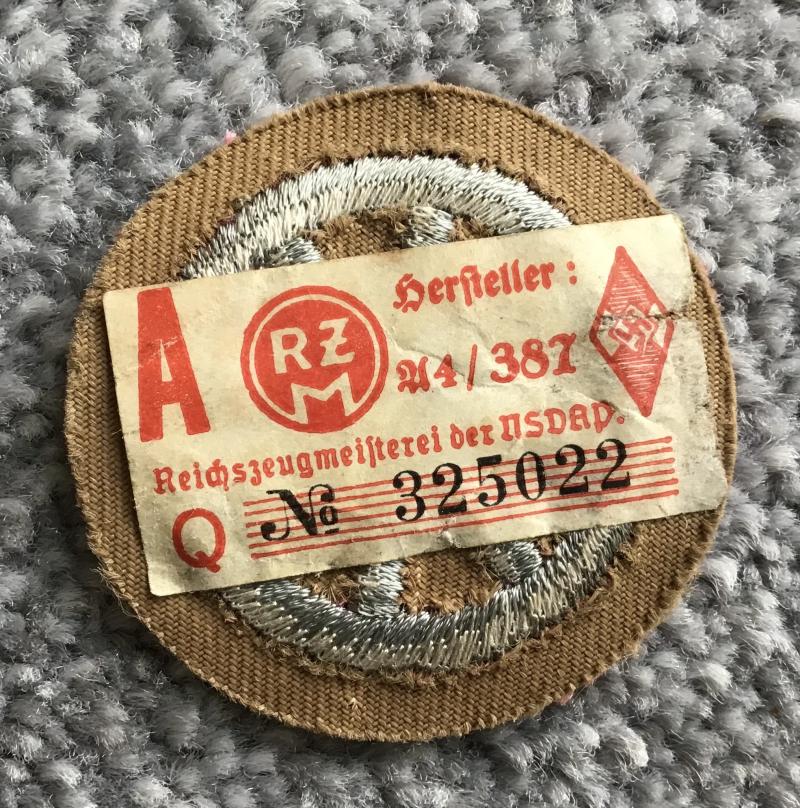 A
RZM
Hersteller :
A4/387
Reichszeugmeisterei der NSDAP.
Q
No 325022